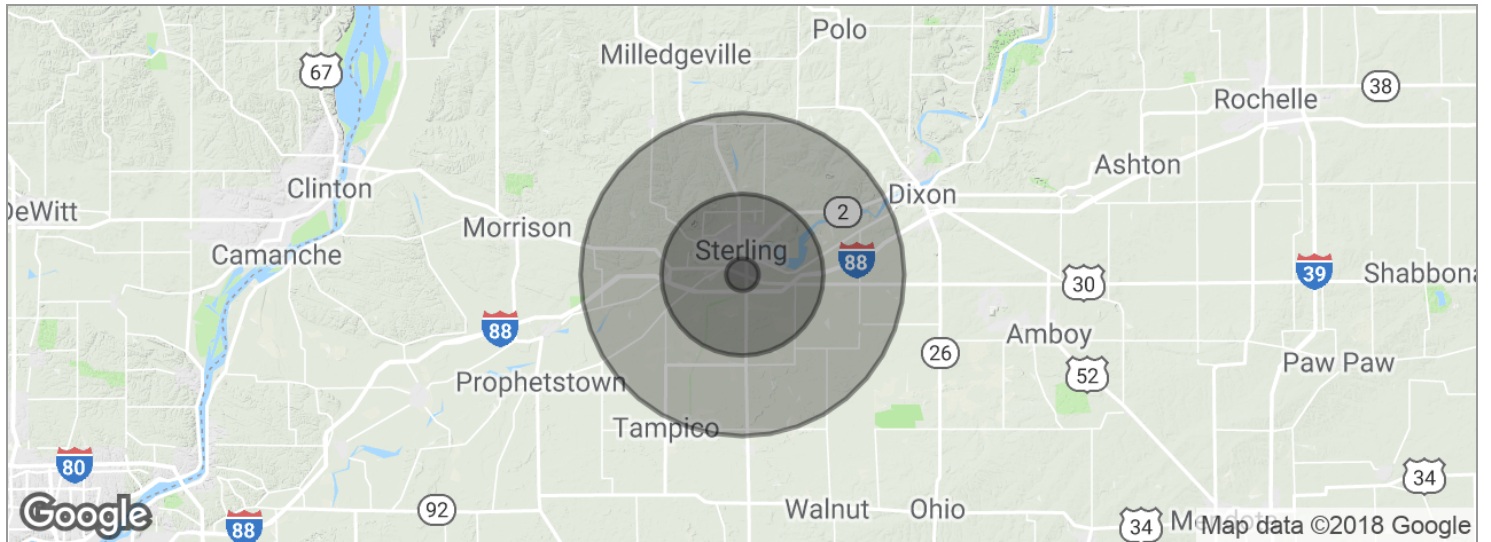 Polo
Milledgeville
67
38
Rochelle
Ashton
Clinton
Dixon
DeWitt
2
Morrison
Sterling
Camanche
88
39
Shabbona
30
88
Amboy
26
Paw Paw
52
Prophetstown
Tampico
80
34
92
Walnut
Ohio
Google
88
34
Mendota
Map data ©2018 Google